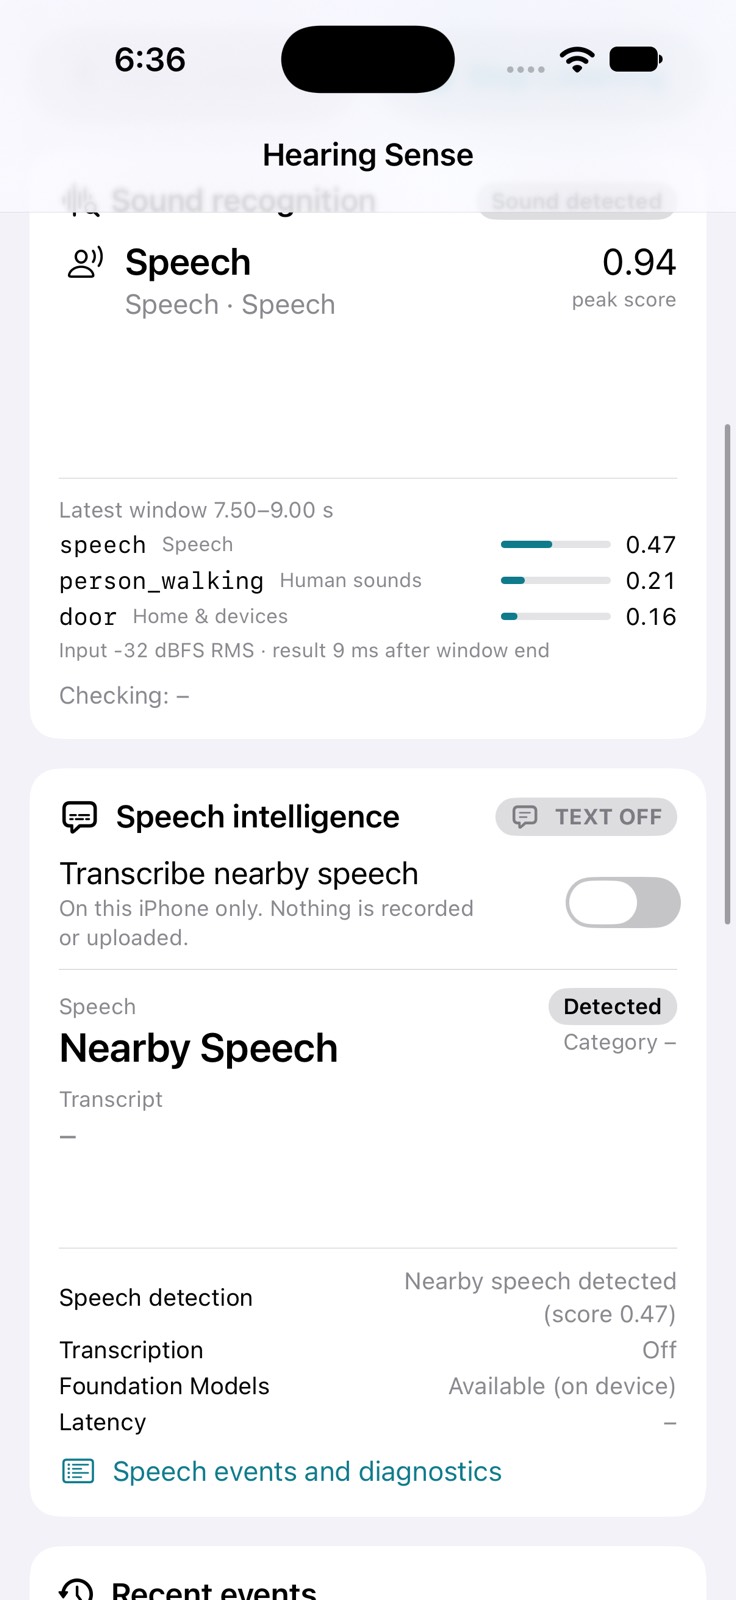 6:36
Hearing Sense
Sound recognition
Sound detected
Speech
0.94
Speech · Speech
peak score
Latest window 7.50–9.00 s
speech Speech 0.47
person_walking Human sounds 0.21
door Home & devices 0.16
Input -32 dBFS RMS · result 9 ms after window end
Checking: –
Speech intelligence
TEXT OFF
Transcribe nearby speech
On this iPhone only. Nothing is recorded
or uploaded.
Speech
Detected
Nearby Speech
Category –
Transcript
–
Speech detection
Nearby speech detected
(score 0.47)
Transcription Off
Foundation Models Available (on device)
Latency –
Speech events and diagnostics
Recent events